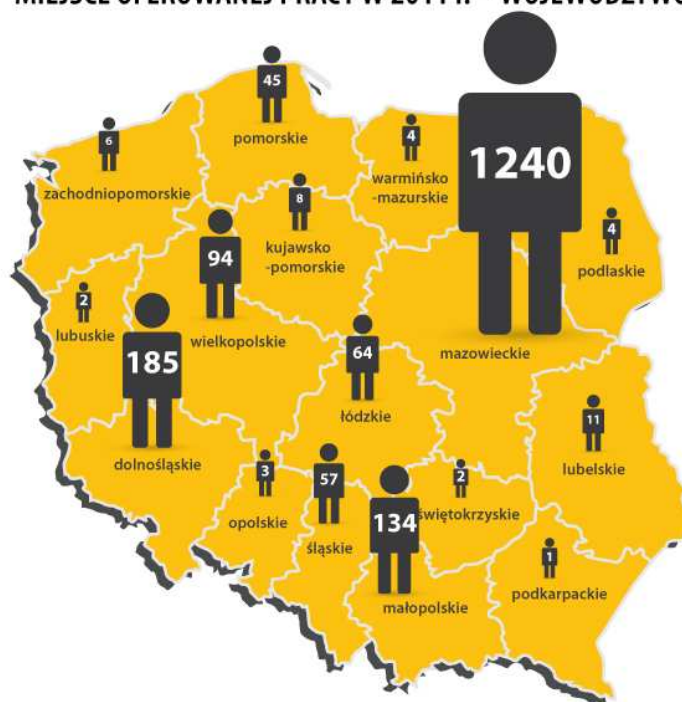 45
pomorskie
6
zachodniopomorskie
4
warmińsko
-mazurskie
1240
8
kujawsko
-pomorskie
4
podlaskie
94
wielkopolskie
2
lubuskie
185
dolnośląskie
64
łódzkie
mazowieckie
11
lubelskie
3
opolskie
57
śląskie
134
małopolskie
2
świętokrzyskie
1
podkarpackie